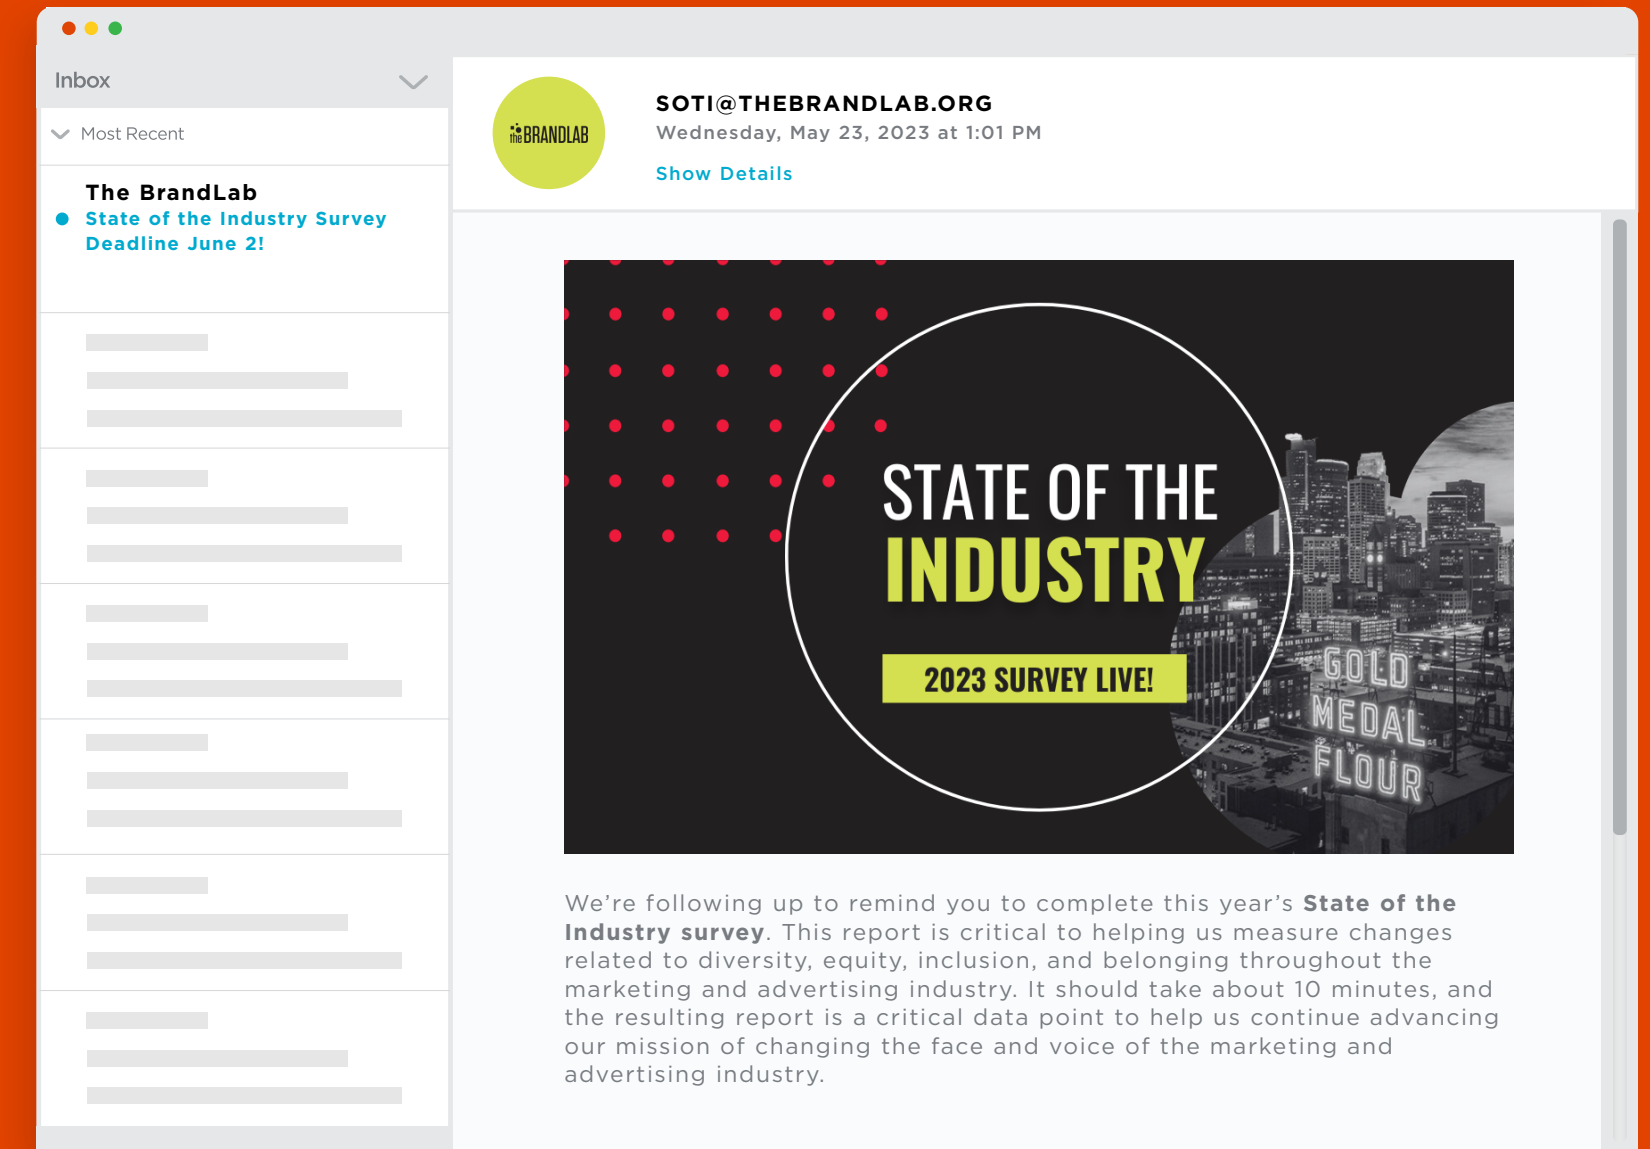 Inbox
Most Recent
The BrandLab
State of the Industry Survey
Deadline June 2!
the BRANDLAB
SOTI@THEBRANDLAB.ORG
Wednesday, May 23, 2023 at 1:01 PM
Show Details
STATE OF THE
INDUSTRY
2023 SURVEY LIVE!
GOLD
MEDAL
FLOUR
We’re following up to remind you to complete this year’s State of the
Industry survey. This report is critical to helping us measure changes
related to diversity, equity, inclusion, and belonging throughout the
marketing and advertising industry. It should take about 10 minutes, and
the resulting report is a critical data point to help us continue advancing
our mission of changing the face and voice of the marketing and
advertising industry.